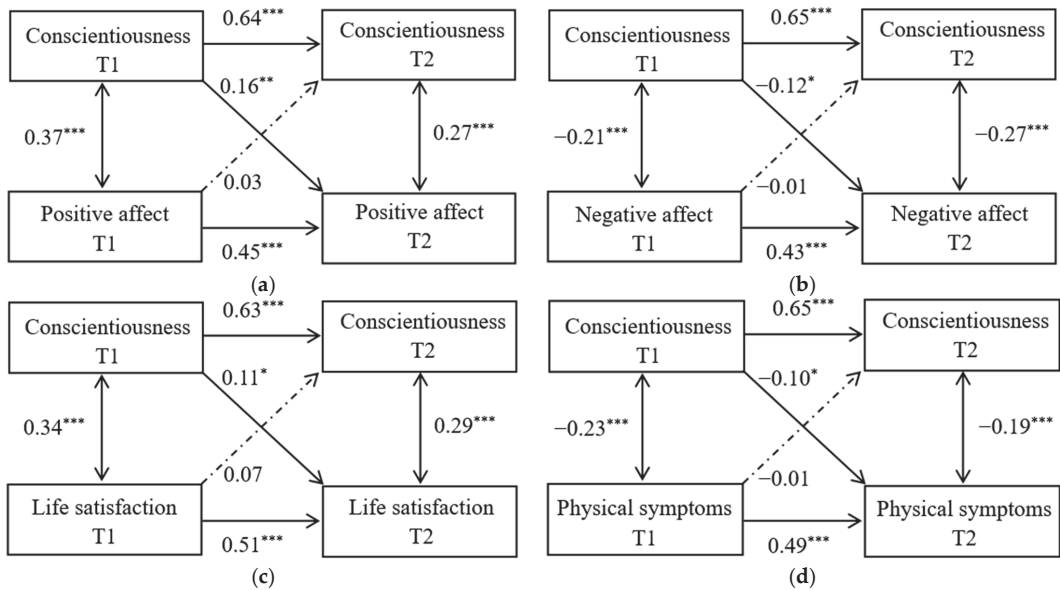 0.64***
Conscientiousness
T1
Conscientiousness
T2
0.16**
0.37***
0.27***
0.03
Positive affect
T1
Positive affect
T2
0.45***
(a)
0.65***
Conscientiousness
T1
Conscientiousness
T2
−0.12*
−0.21***
−0.27***
−0.01
Negative affect
T1
Negative affect
T2
0.43***
(b)
0.63***
Conscientiousness
T1
Conscientiousness
T2
0.11*
0.34***
0.29***
0.07
Life satisfaction
T1
Life satisfaction
T2
0.51***
(c)
0.65***
Conscientiousness
T1
Conscientiousness
T2
−0.10*
−0.23***
−0.19***
−0.01
Physical symptoms
T1
Physical symptoms
T2
0.49***
(d)